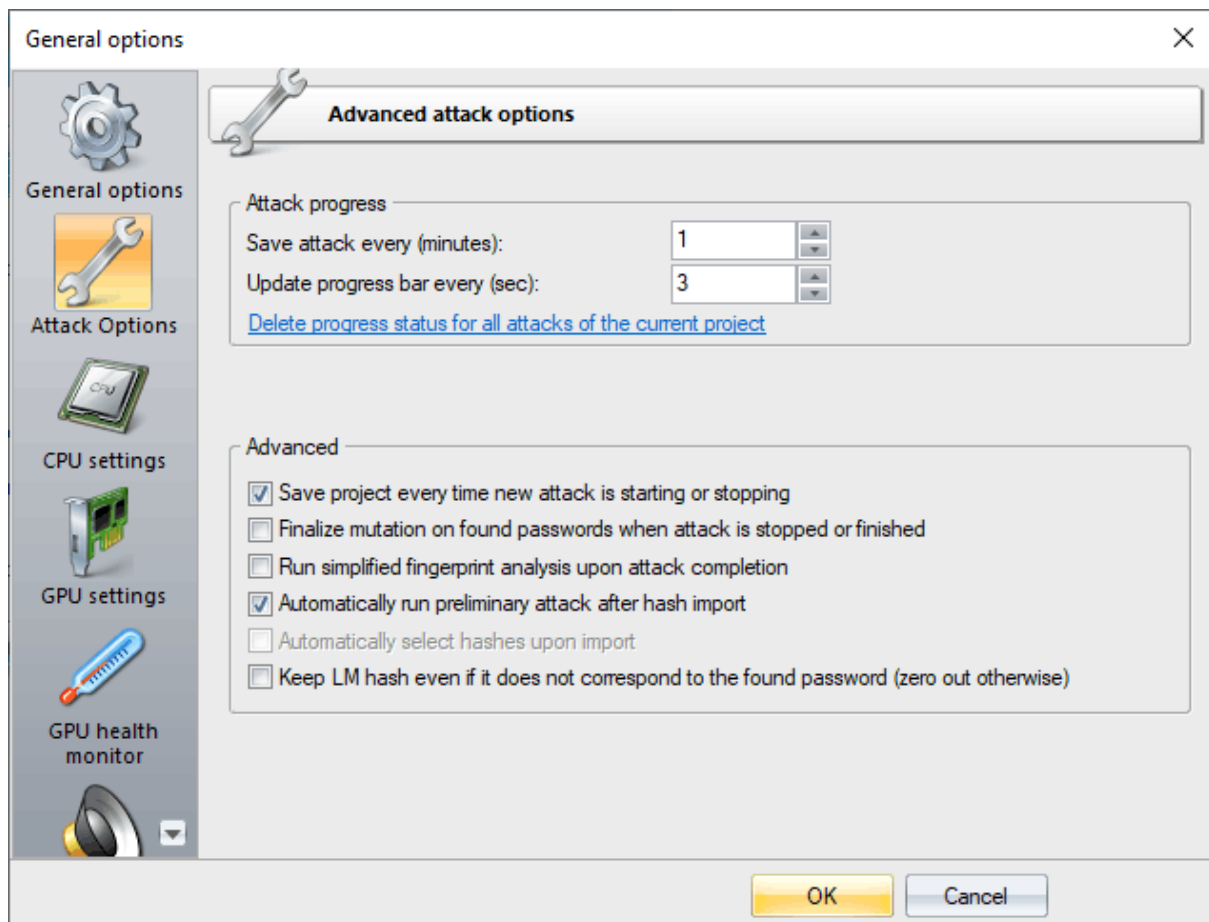 General options
General options
Attack Options
CPU
CPU settings
GPU settings
GPU health
monitor
Advanced attack options
Attack progress
Save attack every (minutes):
1
Update progress bar every (sec):
3
Delete progress status for all attacks of the current project
Advanced
Save project every time new attack is starting or stopping
Finalize mutation on found passwords when attack is stopped or finished
Run simplified fingerprint analysis upon attack completion
Automatically run preliminary attack after hash import
Automatically select hashes upon import
Keep LM hash even if it does not correspond to the found password (zero out otherwise)
OK
Cancel